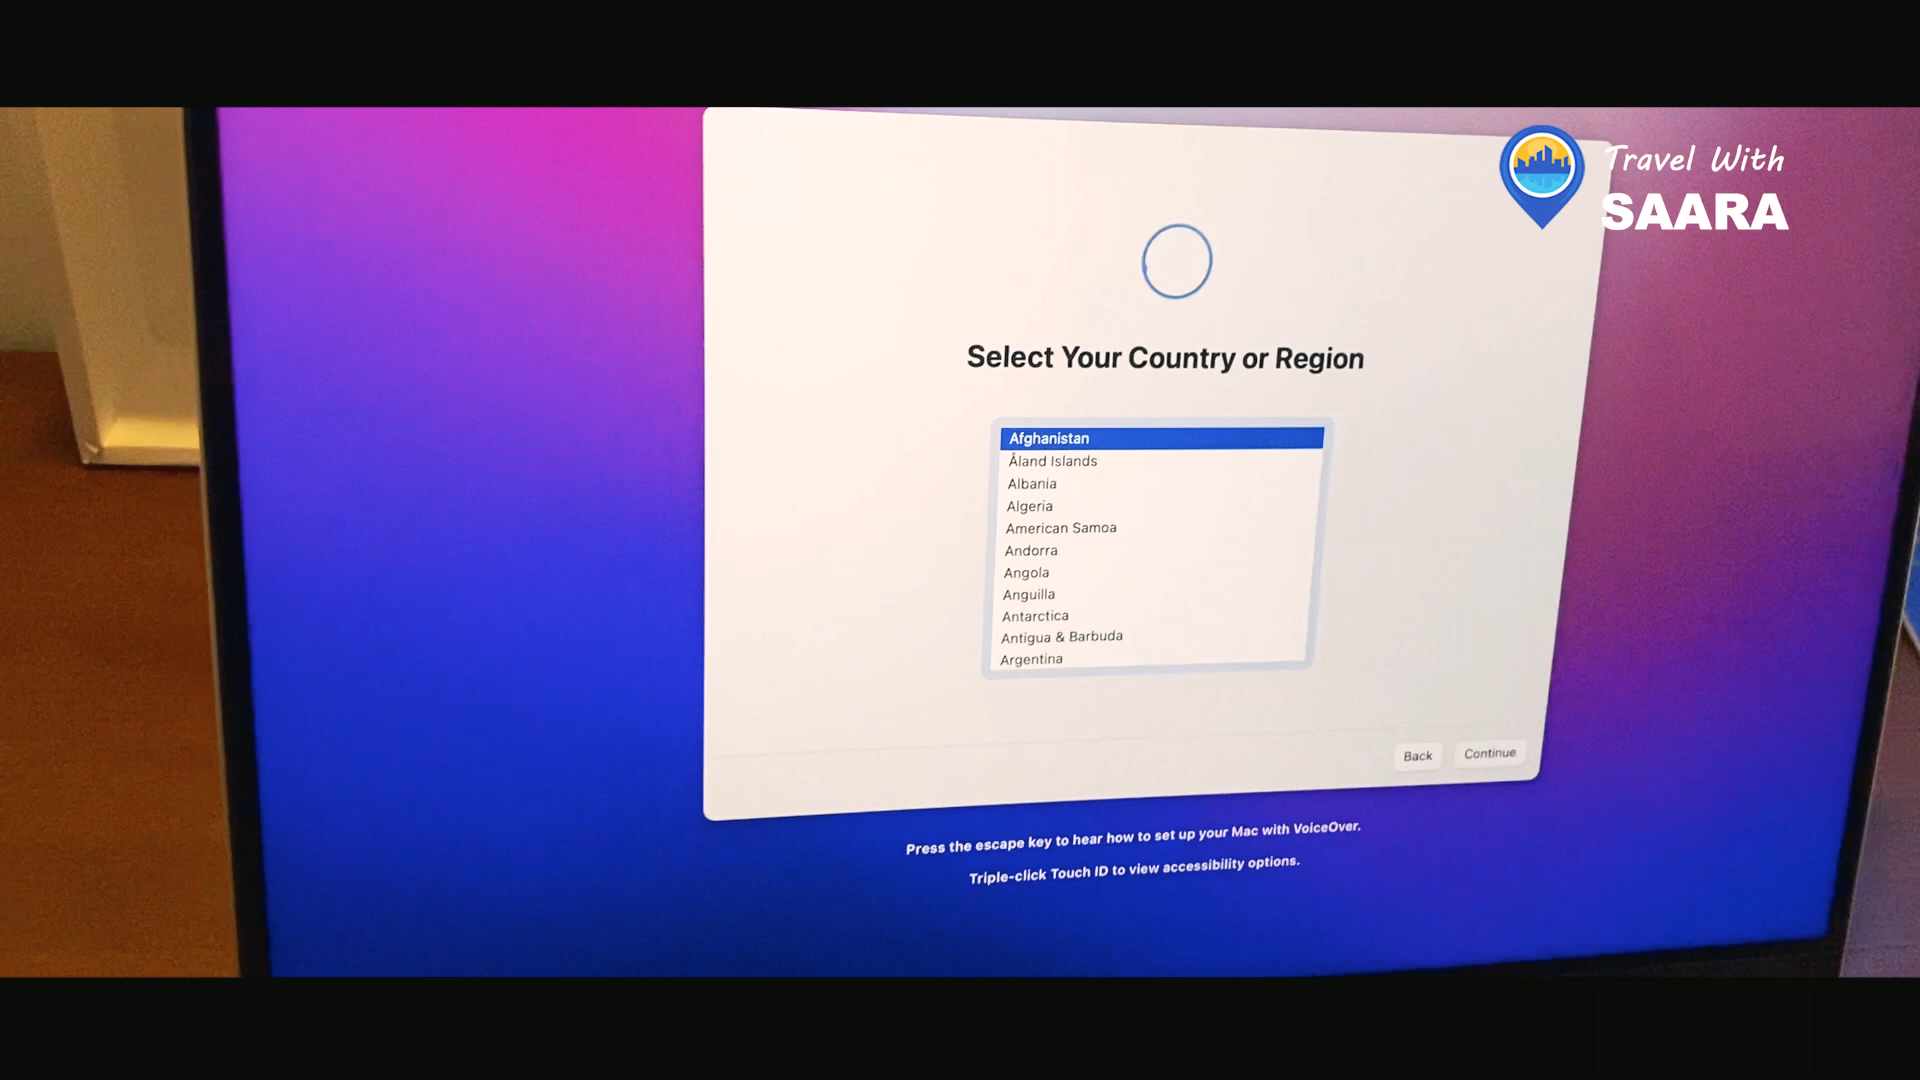 Travel With
SAARA
Select Your Country or Region
Afghanistan
Åland Islands
Albania
Algeria
American Samoa
Andorra
Angola
Anguilla
Antarctica
Antigua & Barbuda
Argentina
Back
Continue
Press the escape key to hear how to set up your Mac with VoiceOver.
Triple-click Touch ID to view accessibility options.